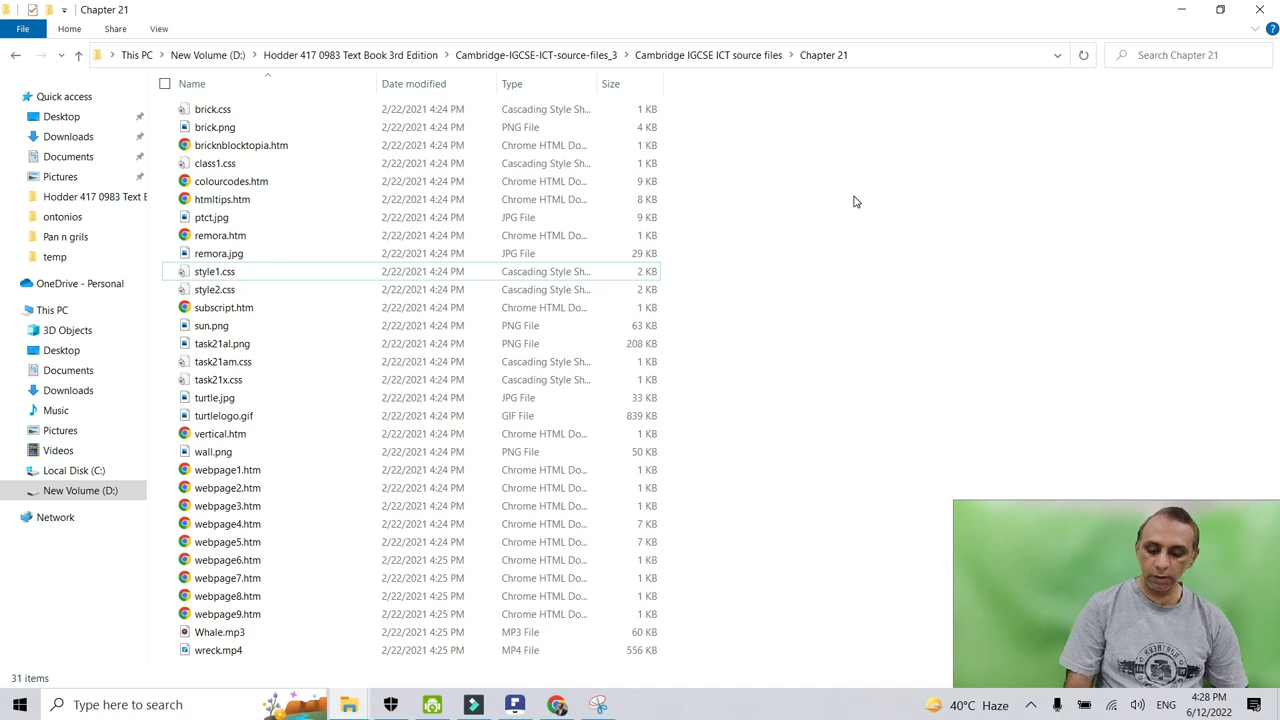 Chapter 21
File Home Share View
This PC New Volume (D:) Hodder 417 0983 Text Book 3rd Edition Cambridge-IGCSE-ICT-source-files_3 Cambridge IGCSE ICT source files Chapter 21 Search Chapter 21
Name Date modified Type Size
Quick access
Desktop
Downloads
Documents
Pictures
Hodder 417 0983 Text E
ontonios
Pan n grils
temp
OneDrive - Personal
This PC
3D Objects
Desktop
Documents
Downloads
Music
Pictures
Videos
Local Disk (C:)
New Volume (D:)
Network
brick.css 2/22/2021 4:24 PM Cascading Style Sh... 1 KB
brick.png 2/22/2021 4:24 PM PNG File 4 KB
bricknblocktopia.htm 2/22/2021 4:24 PM Chrome HTML Do... 1 KB
class1.css 2/22/2021 4:24 PM Cascading Style Sh... 1 KB
colourcodes.htm 2/22/2021 4:24 PM Chrome HTML Do... 9 KB
htmltips.htm 2/22/2021 4:24 PM Chrome HTML Do... 8 KB
ptct.jpg 2/22/2021 4:24 PM JPG File 9 KB
remora.htm 2/22/2021 4:24 PM Chrome HTML Do... 1 KB
remora.jpg 2/22/2021 4:24 PM JPG File 29 KB
style1.css 2/22/2021 4:24 PM Cascading Style Sh... 2 KB
style2.css 2/22/2021 4:24 PM Cascading Style Sh... 2 KB
subscript.htm 2/22/2021 4:24 PM Chrome HTML Do... 1 KB
sun.png 2/22/2021 4:24 PM PNG File 63 KB
task21al.png 2/22/2021 4:24 PM PNG File 208 KB
task21am.css 2/22/2021 4:24 PM Cascading Style Sh... 1 KB
task21x.css 2/22/2021 4:24 PM Cascading Style Sh... 1 KB
turtle.jpg 2/22/2021 4:24 PM JPG File 33 KB
turtlelogo.gif 2/22/2021 4:24 PM GIF File 839 KB
vertical.htm 2/22/2021 4:24 PM Chrome HTML Do... 1 KB
wall.png 2/22/2021 4:24 PM PNG File 50 KB
webpage1.htm 2/22/2021 4:24 PM Chrome HTML Do... 1 KB
webpage2.htm 2/22/2021 4:24 PM Chrome HTML Do... 1 KB
webpage3.htm 2/22/2021 4:24 PM Chrome HTML Do... 1 KB
webpage4.htm 2/22/2021 4:24 PM Chrome HTML Do... 7 KB
webpage5.htm 2/22/2021 4:24 PM Chrome HTML Do... 7 KB
webpage6.htm 2/22/2021 4:25 PM Chrome HTML Do... 1 KB
webpage7.htm 2/22/2021 4:25 PM Chrome HTML Do... 1 KB
webpage8.htm 2/22/2021 4:25 PM Chrome HTML Do... 1 KB
webpage9.htm 2/22/2021 4:25 PM Chrome HTML Do... 1 KB
Whale.mp3 2/22/2021 4:25 PM MP3 File 60 KB
wreck.mp4 2/22/2021 4:25 PM MP4 File 556 KB
31 items
Type here to search
40°C Haze
ENG
4:28 PM
6/12/2022